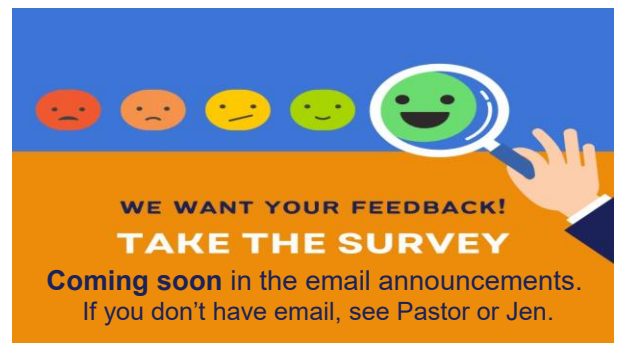 WE WANT YOUR FEEDBACK!
TAKE THE SURVEY
Coming soon in the email announcements.
If you don’t have email, see Pastor or Jen.